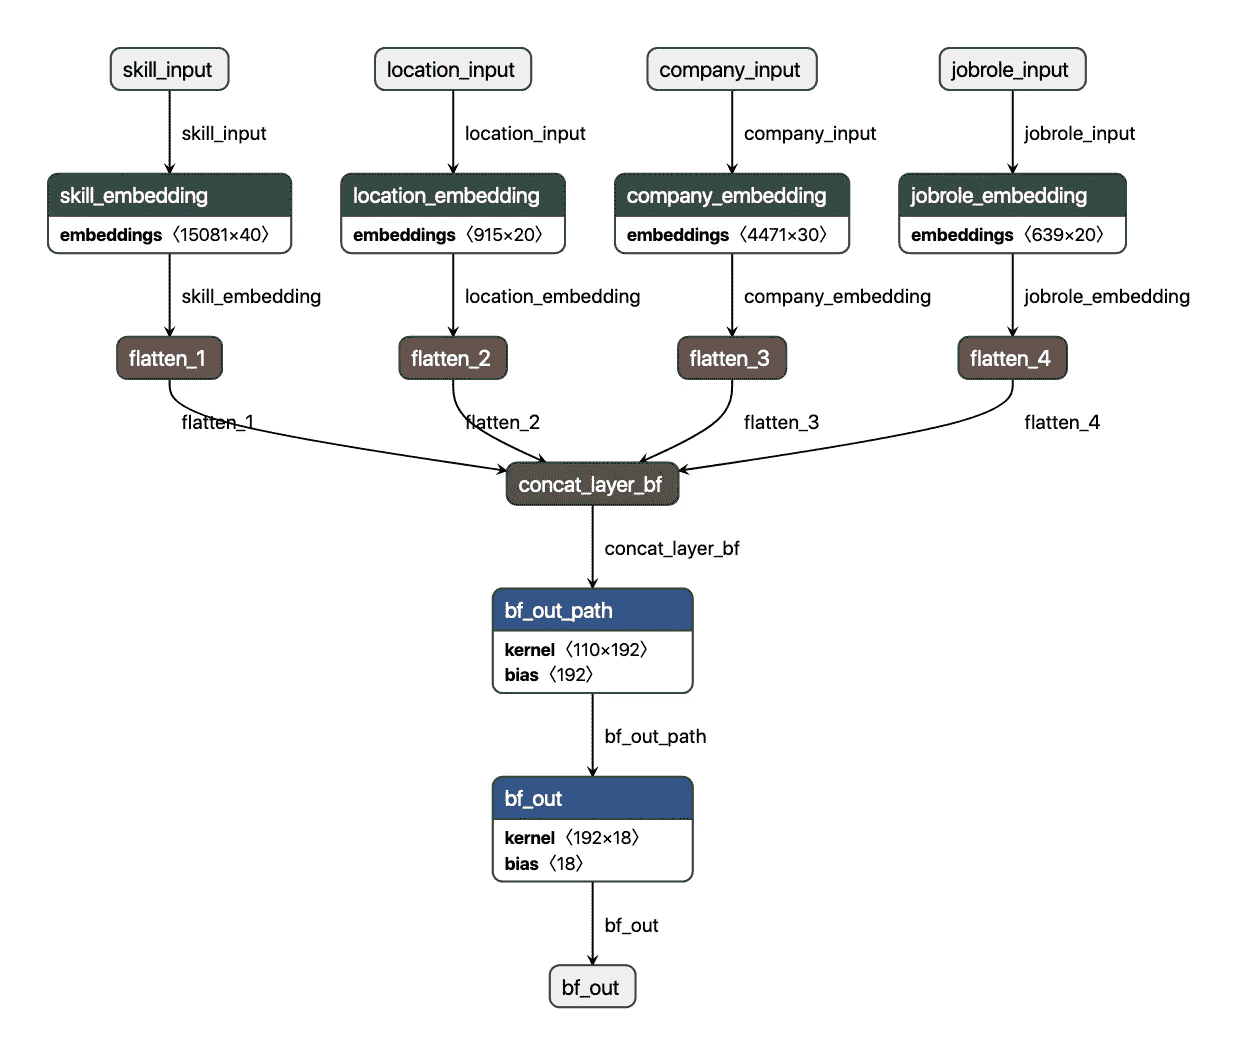 skill_input
location_input
company_input
jobrole_input
skill_input
location_input
company_input
jobrole_input
skill_embedding
location_embedding
company_embedding
jobrole_embedding
embeddings 〈15081×40〉
embeddings 〈915×20〉
embeddings 〈4471×30〉
embeddings 〈639×20〉
skill_embedding
location_embedding
company_embedding
jobrole_embedding
flatten_1
flatten_2
flatten_3
flatten_4
flatten_1
flatten_2
flatten_3
flatten_4
concat_layer_bf
concat_layer_bf
bf_out_path
kernel 〈110×192〉
bias 〈192〉
bf_out_path
bf_out
kernel 〈192×18〉
bias 〈18〉
bf_out
bf_out